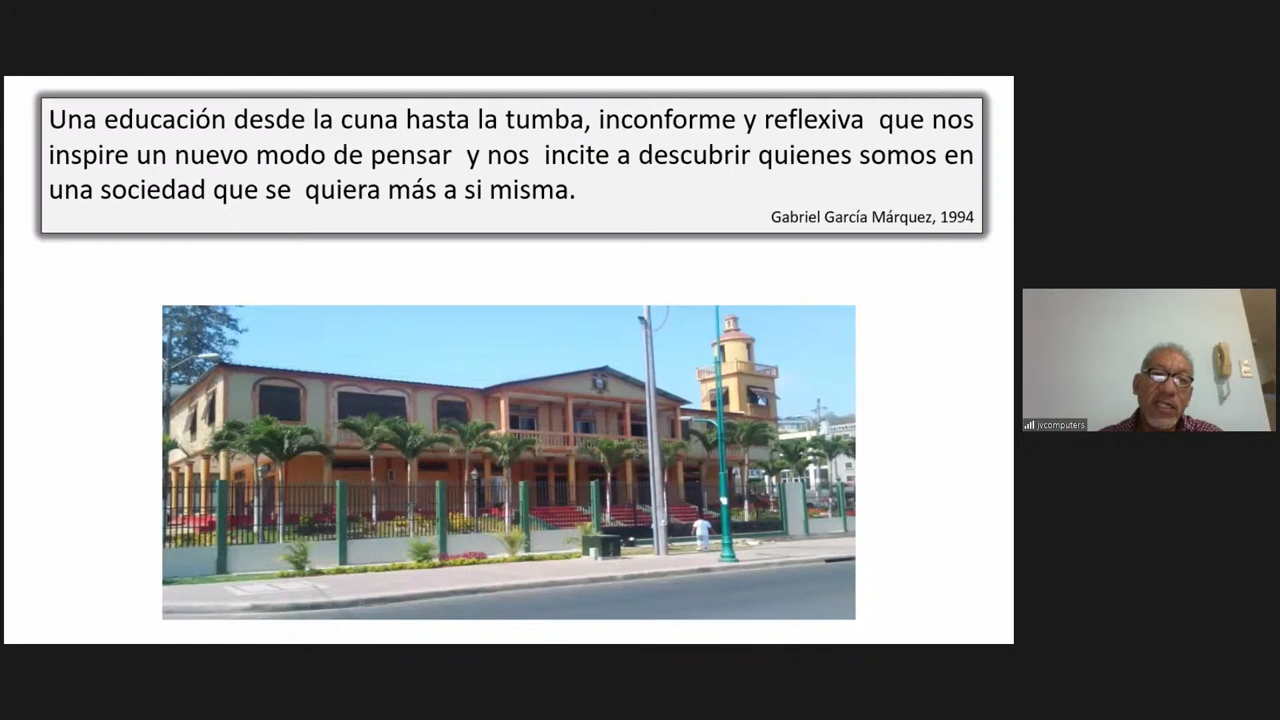 Una educación desde la cuna hasta la tumba, inconforme y reflexiva que nos
inspire un nuevo modo de pensar y nos incite a descubrir quienes somos en
una sociedad que se quiera más a si misma.
Gabriel García Márquez, 1994
jvcomputers